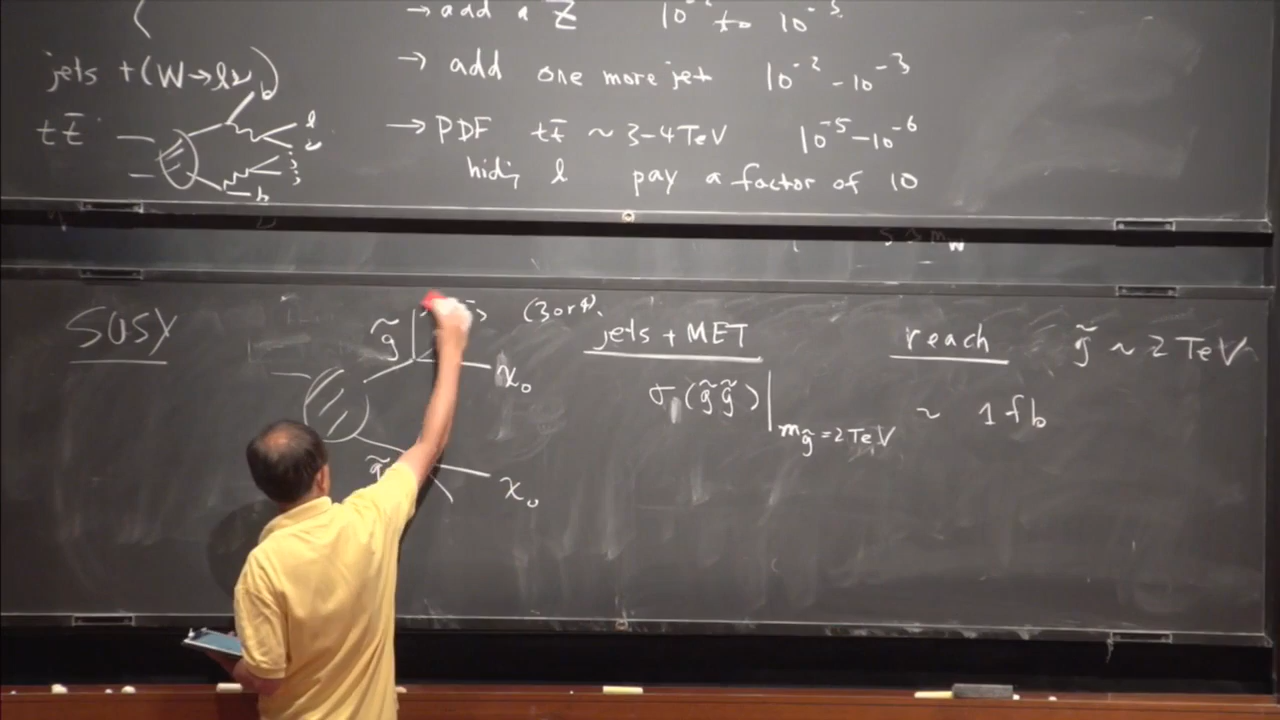 → add a Z 10⁻² to 10⁻³
jets + (W→lν)
→ add one more jet 10⁻² - 10⁻³
tt̄ b l ν j j b
→ PDF tt̄ ~ 3-4 TeV 10⁻⁵ - 10⁻⁶
hiding l pay a factor of 10
SUSY
g̃ χ₀
g̃ χ₀
(3 or 4)
jets + MET
reach g̃ ~ 2 TeV
σ (g̃g̃)| m_g̃ = 2 TeV ~ 1 fb